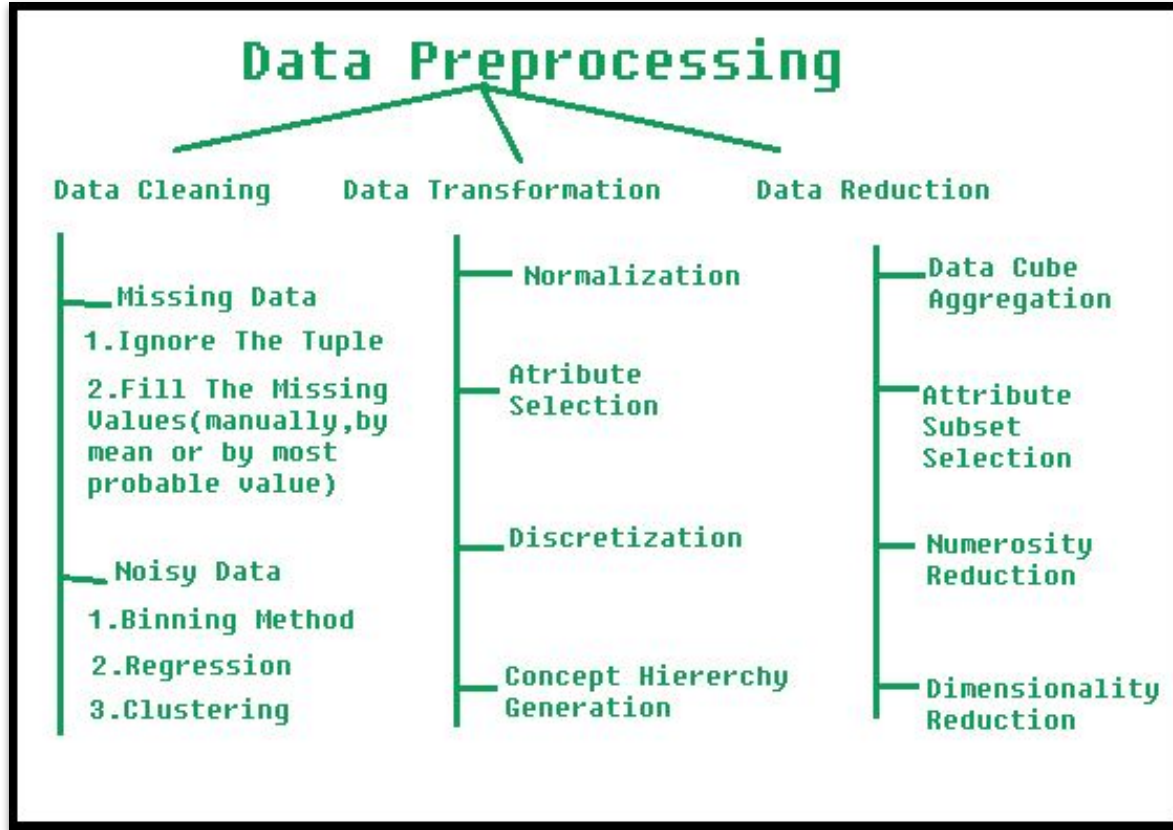 Data Preprocessing
Data Cleaning
Data Transformation
Data Reduction
Missing Data
1.Ignore The Tuple
2.Fill The Missing
Values(manually,by
mean or by most
probable value)
Noisy Data
1.Binning Method
2.Regression
3.Clustering
Normalization
Atribute
Selection
Discretization
Concept Hiererchy
Generation
Data Cube
Aggregation
Attribute
Subset
Selection
Numerosity
Reduction
Dimensionality
Reduction